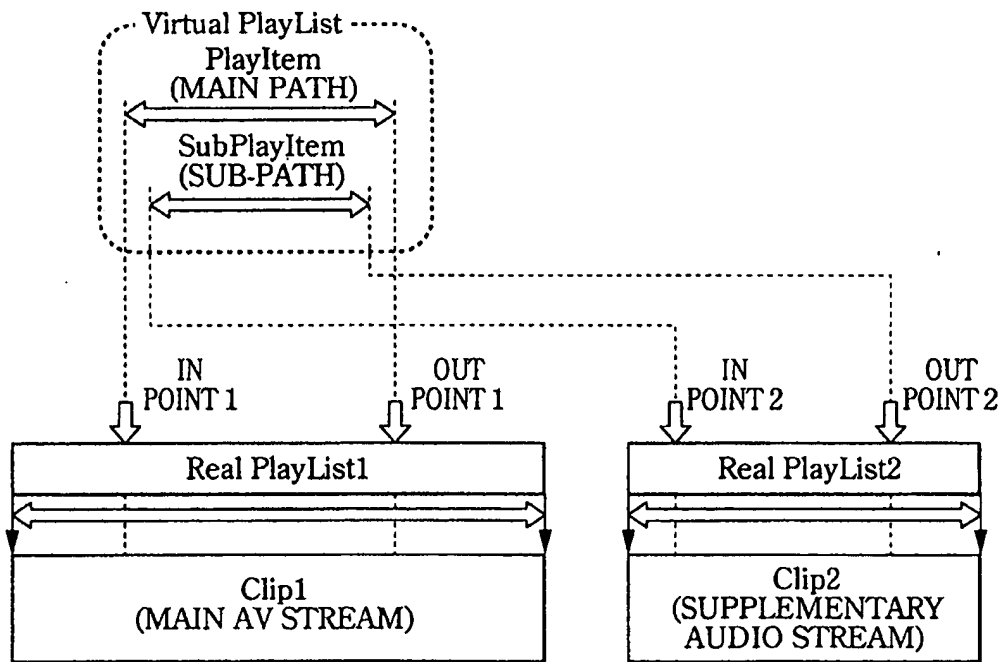 Virtual PlayList
PlayItem
(MAIN PATH)
SubPlayItem
(SUB-PATH)
IN
POINT 1
OUT
POINT 1
IN
POINT 2
OUT
POINT 2
Real PlayList1
Real PlayList2
Clip1
(MAIN AV STREAM)
Clip2
(SUPPLEMENTARY
AUDIO STREAM)